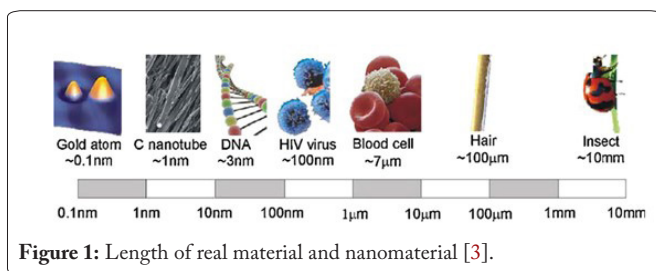 Gold atom C nanotube DNA HIV virus Blood cell Hair Insect
~0.1nm ~1nm ~3nm ~100nm ~7μm ~100μm ~10mm
0.1nm 1nm 10nm 100nm 1μm 10μm 100μm 1mm 10mm
Figure 1: Length of real material and nanomaterial [3].